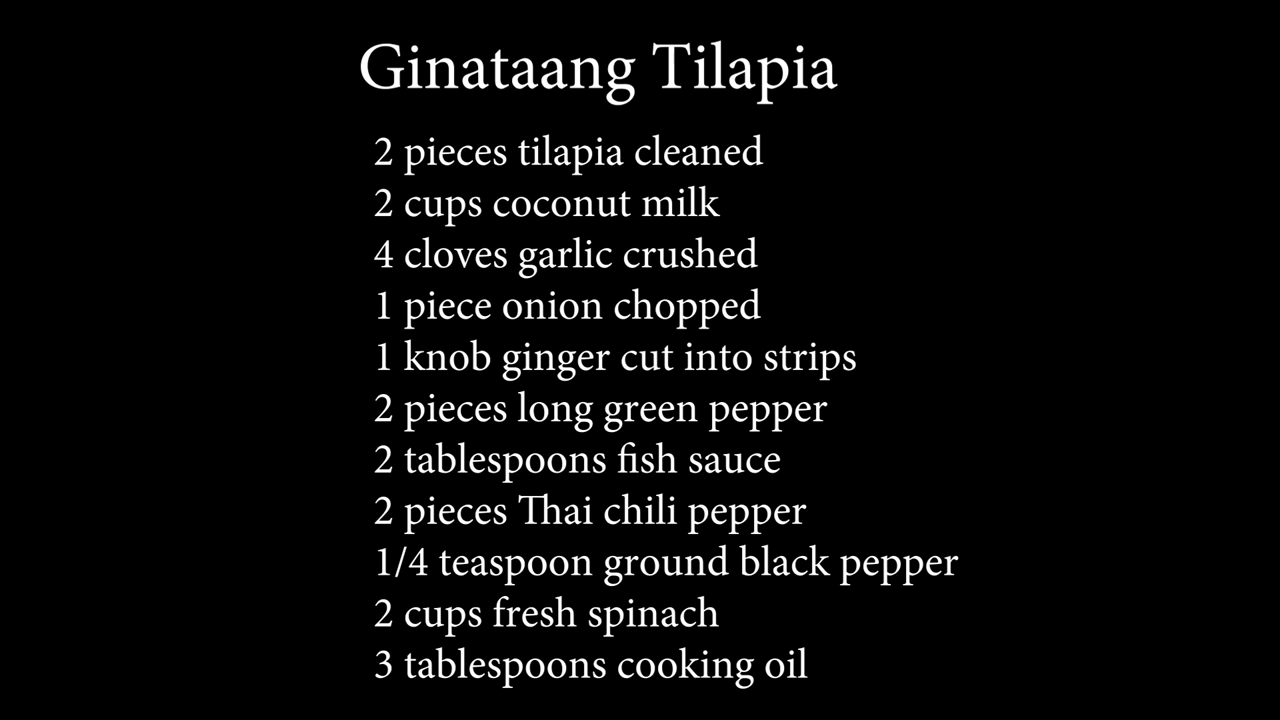 Ginataang Tilapia
2 pieces tilapia cleaned
2 cups coconut milk
4 cloves garlic crushed
1 piece onion chopped
1 knob ginger cut into strips
2 pieces long green pepper
2 tablespoons fish sauce
2 pieces Thai chili pepper
1/4 teaspoon ground black pepper
2 cups fresh spinach
3 tablespoons cooking oil